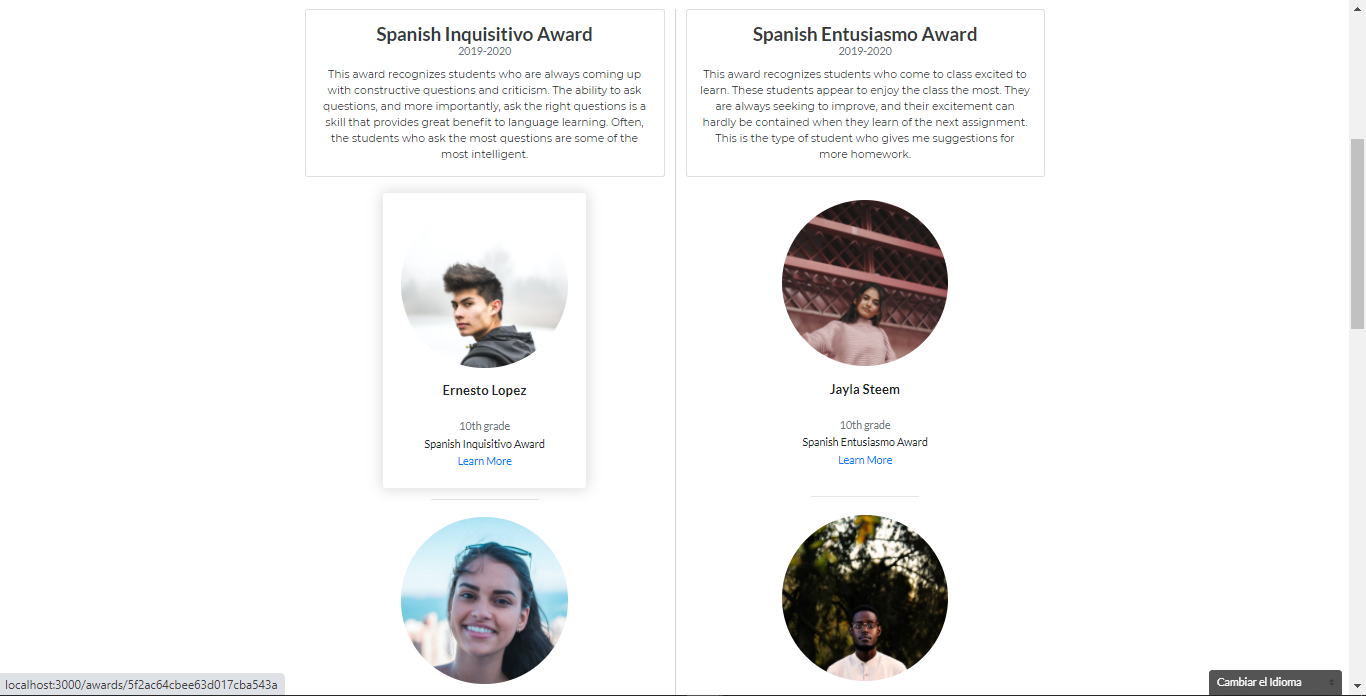 Spanish Inquisitivo Award
2019-2020
This award recognizes students who are always coming up
with constructive questions and criticism. The ability to ask
questions, and more importantly, ask the right questions is a
skill that provides great benefit to language learning. Often,
the students who ask the most questions are some of the
most intelligent.
Ernesto Lopez
10th grade
Spanish Inquisitivo Award
Learn More
Spanish Entusiasmo Award
2019-2020
This award recognizes students who come to class excited to
learn. These students appear to enjoy the class the most. They
are always seeking to improve, and their excitement can
hardly be contained when they learn of the next assignment.
This is the type of student who gives me suggestions for
more homework.
Jayla Steem
10th grade
Spanish Entusiasmo Award
Learn More
localhost:3000/awards/5f2ac64cbee63d017cba543a
Cambiar el Idioma